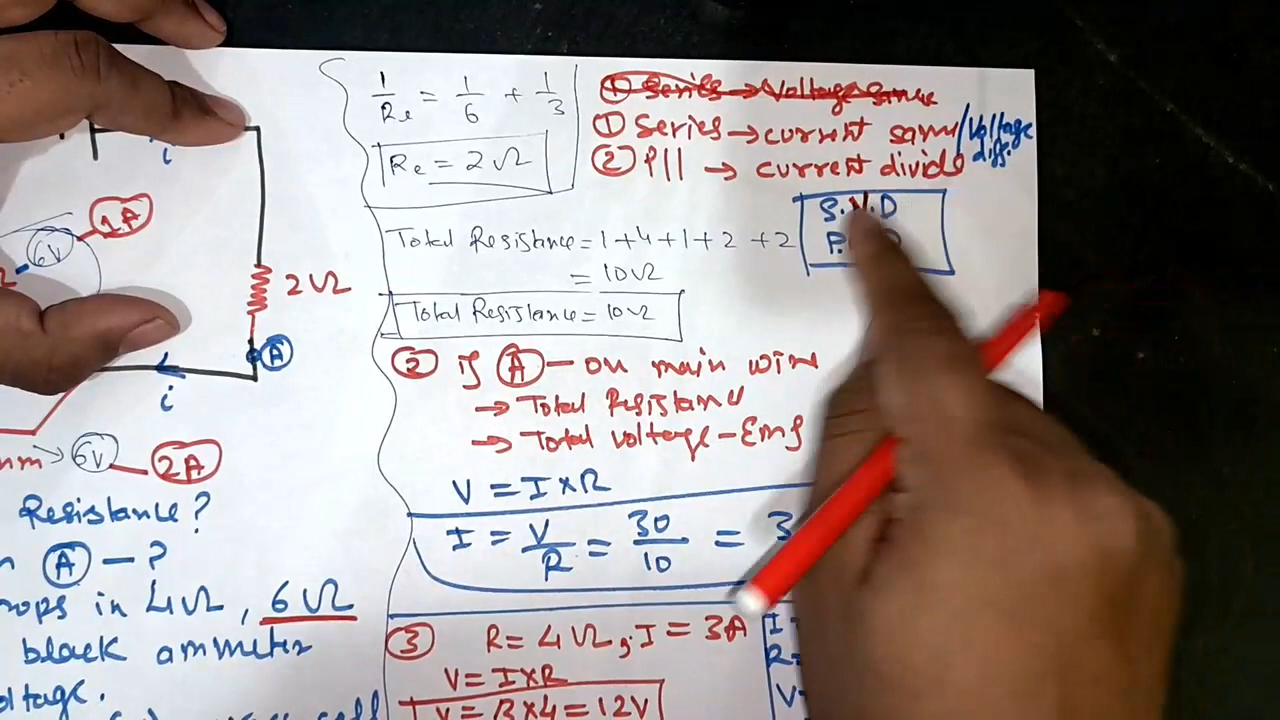 1/Re = 1/6 + 1/3
Re = 2Ω
① Series → Voltage same
① Series → current same/Voltage diff.
② P|| → current divide
S.V.D
P.
Total Resistance = 1+4+1+2+2
= 10Ω
Total Resistance = 10Ω
② if Ⓐ – on main wire
→ Total Resistance
→ Total voltage – Emf
V = I×R
I = V/R = 30/10 = 3
③ R = 4Ω, I = 3A
V = I×R
V = 3×4 = 12V
I =
R=
V=
i
1A
6V
2Ω
A
i
6V
2A
Resistance?
A – ?
in 4Ω, 6Ω
black ammeter